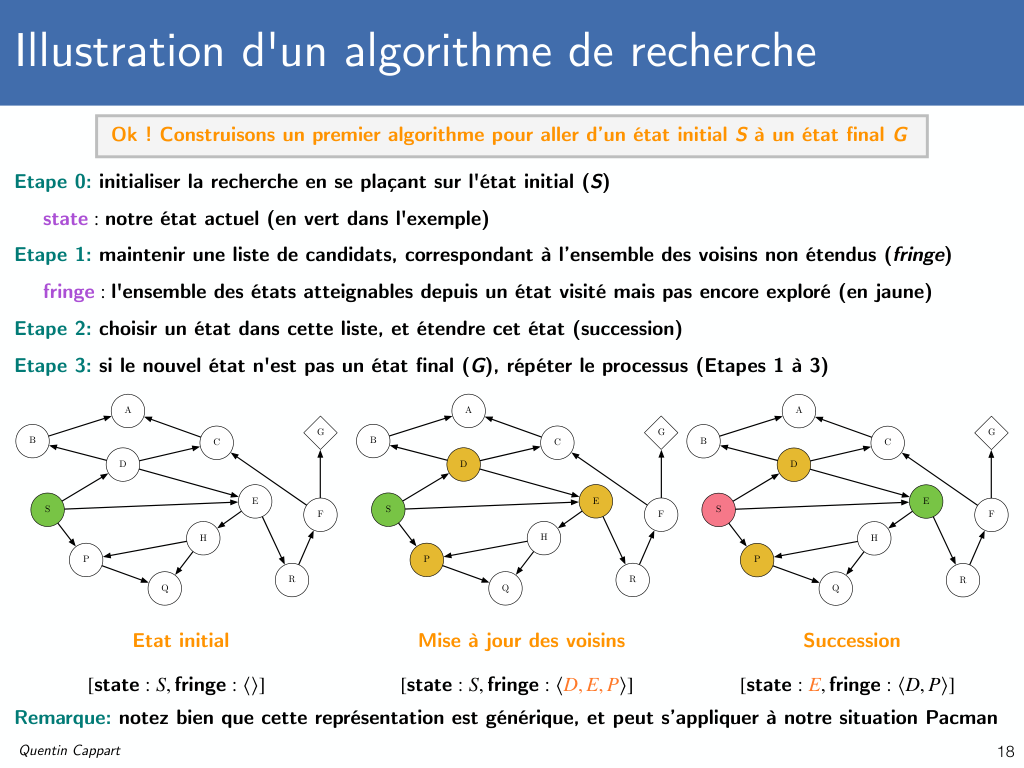 Illustration d'un algorithme de recherche
Ok ! Construisons un premier algorithme pour aller d'un état initial S à un état final G
Etape 0: initialiser la recherche en se plaçant sur l'état initial (S)
state : notre état actuel (en vert dans l'exemple)
Etape 1: maintenir une liste de candidats, correspondant à l'ensemble des voisins non étendus (fringe)
fringe : l'ensemble des états atteignables depuis un état visité mais pas encore exploré (en jaune)
Etape 2: choisir un état dans cette liste, et étendre cet état (succession)
Etape 3: si le nouvel état n'est pas un état final (G), répéter le processus (Etapes 1 à 3)
A
B
C
G
D
S
E
F
H
P
Q
R
A
B
C
G
D
S
E
F
H
P
Q
R
A
B
C
G
D
S
E
F
H
P
Q
R
Etat initial
Mise à jour des voisins
Succession
[state : S, fringe : ⟨⟩]
[state : S, fringe : ⟨D, E, P⟩]
[state : E, fringe : ⟨D, P⟩]
Remarque: notez bien que cette représentation est générique, et peut s'appliquer à notre situation Pacman
Quentin Cappart
18